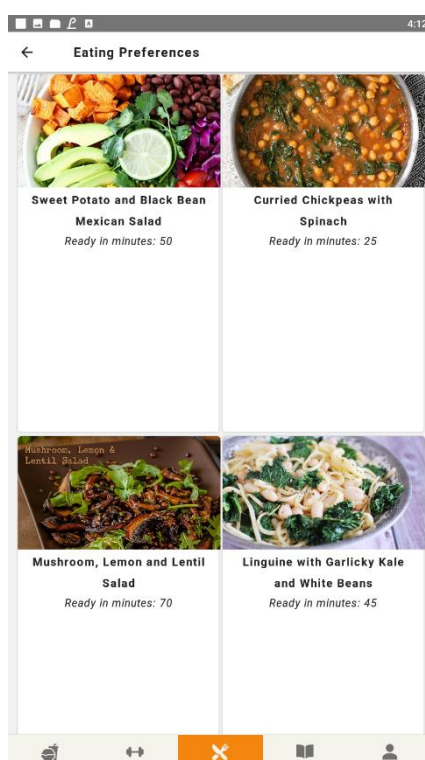 4:12
Eating Preferences
Sweet Potato and Black Bean
Mexican Salad
Ready in minutes: 50
Curried Chickpeas with
Spinach
Ready in minutes: 25
Mushroom, Lemon &
Lentil Salad
Mushroom, Lemon and Lentil
Salad
Ready in minutes: 70
Linguine with Garlicky Kale
and White Beans
Ready in minutes: 45